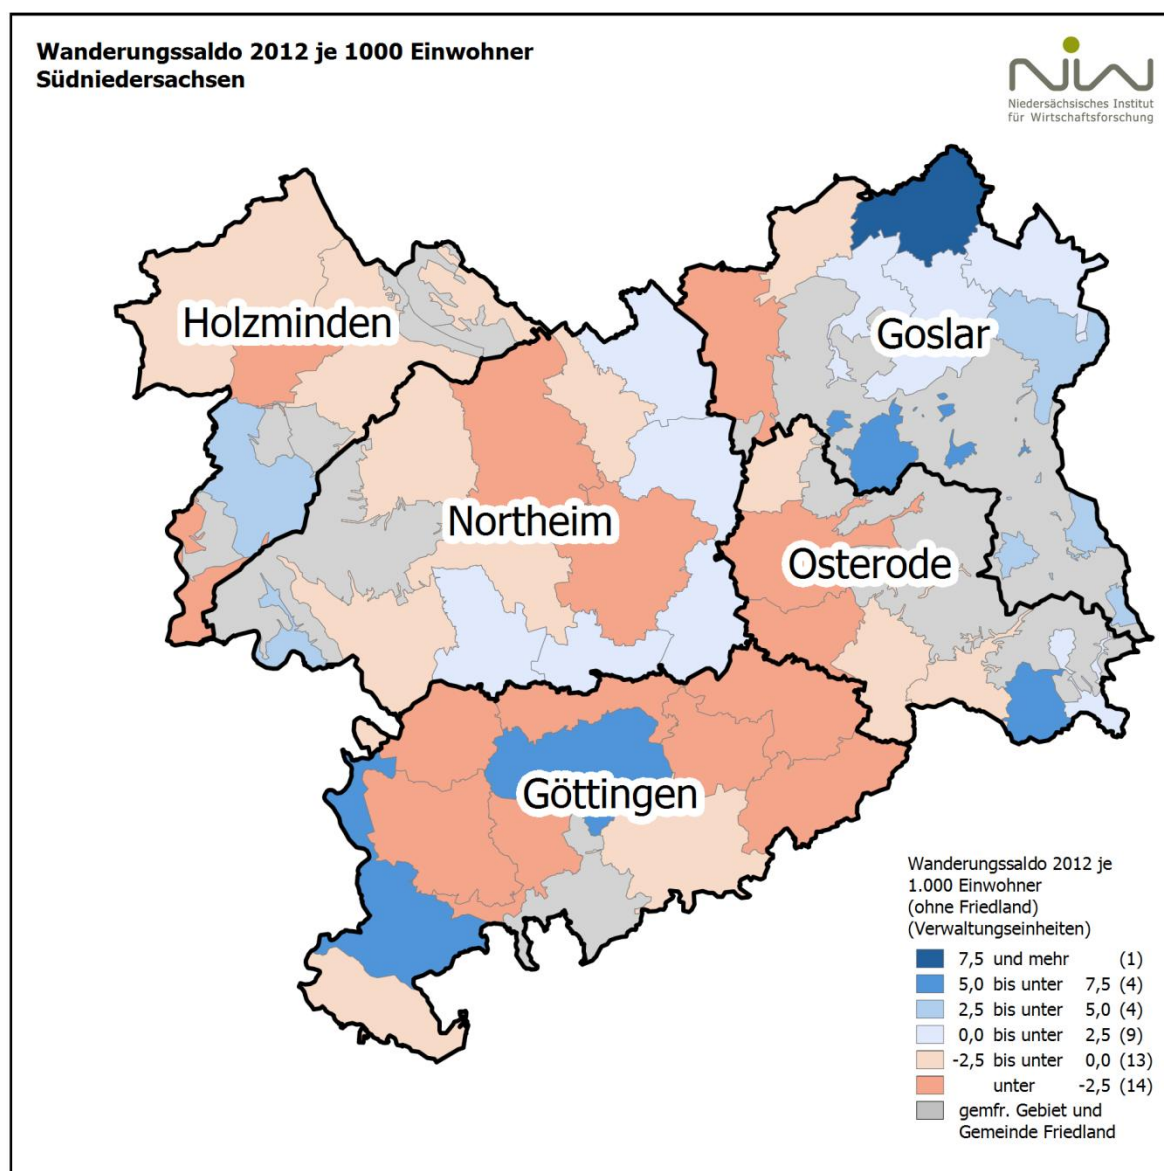 Wanderungssaldo 2012 je 1000 Einwohner
Südniedersachsen
NIW
Niedersächsisches Institut
für Wirtschaftsforschung
Holzminden
Goslar
Northeim
Osterode
Göttingen
Wanderungssaldo 2012 je
1.000 Einwohner
(ohne Friedland)
(Verwaltungseinheiten)
7,5 und mehr (1)
5,0 bis unter 7,5 (4)
2,5 bis unter 5,0 (4)
0,0 bis unter 2,5 (9)
-2,5 bis unter 0,0 (13)
unter -2,5 (14)
gemfr. Gebiet und
Gemeinde Friedland